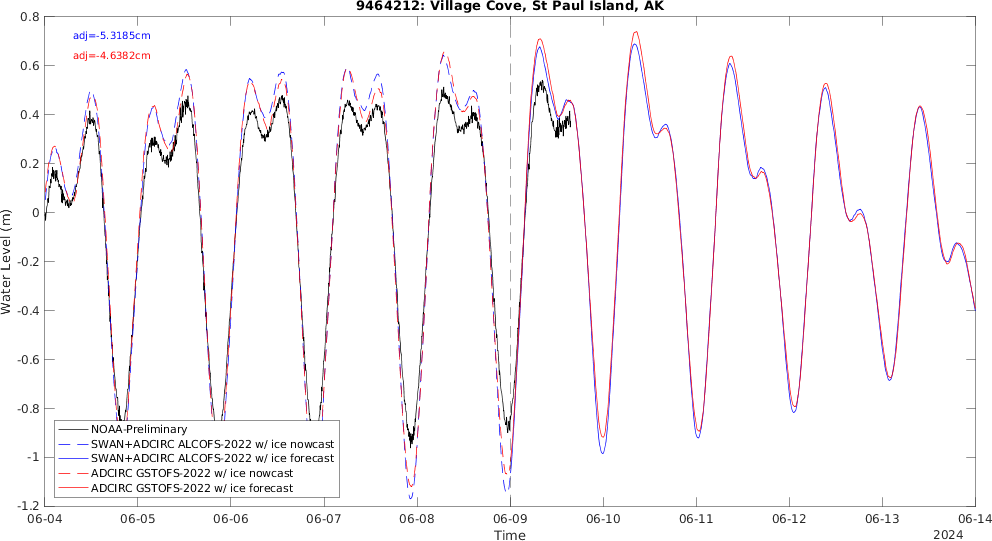 9464212: Village Cove, St Paul Island, AK
adj=-5.3185cm
adj=-4.6382cm
Water Level (m)
0.8
0.6
0.4
0.2
0
-0.2
-0.4
-0.6
-0.8
-1
-1.2
NOAA-Preliminary
SWAN+ADCIRC ALCOFS-2022 w/ ice nowcast
SWAN+ADCIRC ALCOFS-2022 w/ ice forecast
ADCIRC GSTOFS-2022 w/ ice nowcast
ADCIRC GSTOFS-2022 w/ ice forecast
06-04 06-05 06-06 06-07 06-08 06-09 06-10 06-11 06-12 06-13 06-14
Time
2024